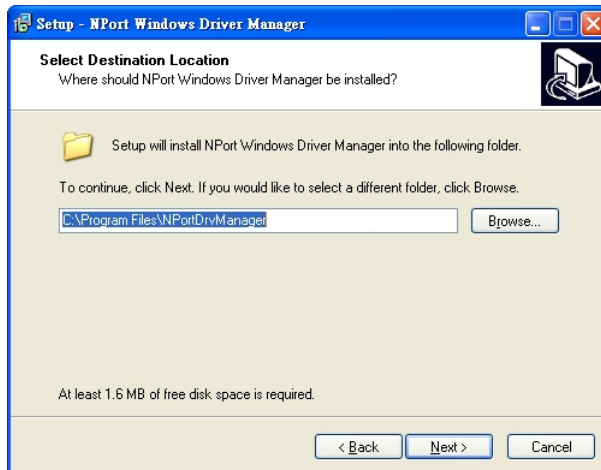 Setup - NPort Windows Driver Manager
Select Destination Location
Where should NPort Windows Driver Manager be installed?
Setup will install NPort Windows Driver Manager into the following folder.
To continue, click Next. If you would like to select a different folder, click Browse.
C:\Program Files\NPortDrvManager
Browse...
At least 1.6 MB of free disk space is required.
< Back
Next >
Cancel